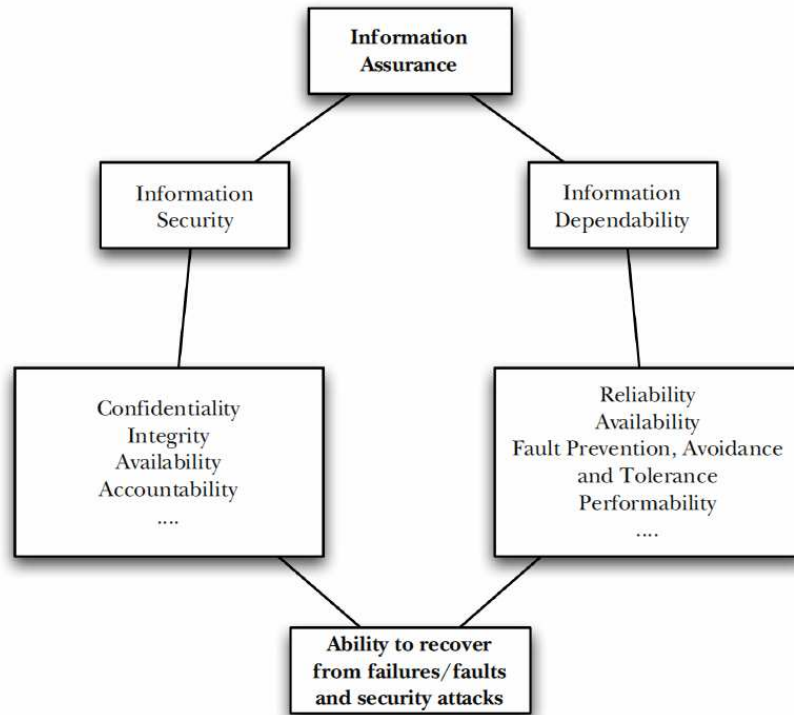 Information
Assurance
Information
Security
Information
Dependability
Confidentiality
Integrity
Availability
Accountability
....
Reliability
Availability
Fault Prevention, Avoidance
and Tolerance
Performability
....
Ability to recover
from failures/faults
and security attacks